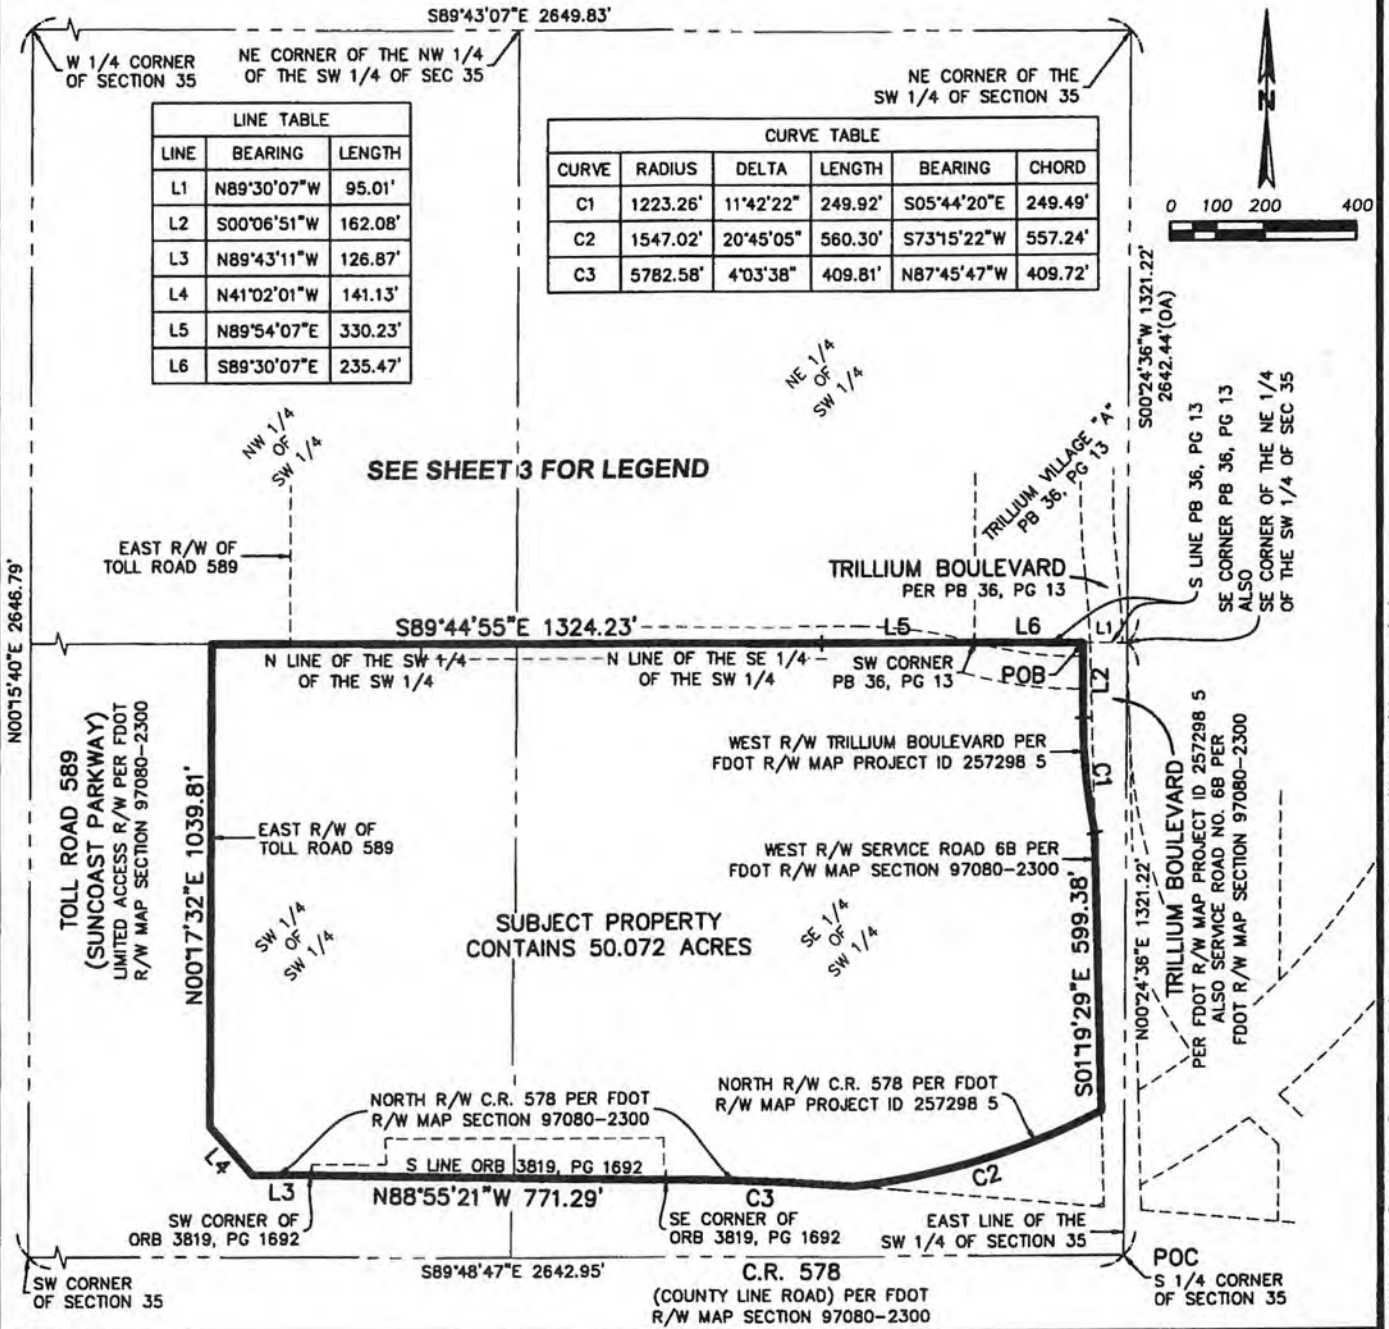 S89°43'07"E 2649.83'
W 1/4 CORNER
OF SECTION 35
NE CORNER OF THE NW 1/4
OF THE SW 1/4 OF SEC 35
NE CORNER OF THE
SW 1/4 OF SECTION 35
N
0 100 200 400
LINE TABLE
LINE BEARING LENGTH
L1 N89°30'07"W 95.01'
L2 S00°06'51"W 162.08'
L3 N89°43'11"W 126.87'
L4 N41°02'01"W 141.13'
L5 N89°54'07"E 330.23'
L6 S89°30'07"E 235.47'
CURVE TABLE
CURVE RADIUS DELTA LENGTH BEARING CHORD
C1 1223.26' 11°42'22" 249.92' S05°44'20"E 249.49'
C2 1547.02' 20°45'05" 560.30' S73°15'22"W 557.24'
C3 5782.58' 4°03'38" 409.81' N87°45'47"W 409.72'
S00°24'36"W 1321.22'
2642.44'(OA)
NW 1/4
OF
SW 1/4
NE 1/4
OF
SW 1/4
SEE SHEET 3 FOR LEGEND
TRILLIUM VILLAGE "A"
PB 36, PG 13
S LINE PB 36, PG 13
SE CORNER PB 36, PG 13
ALSO
SE CORNER OF THE NE 1/4
OF THE SW 1/4 OF SEC 35
EAST R/W OF
TOLL ROAD 589
TRILLIUM BOULEVARD
PER PB 36, PG 13
N00°15'40"E 2646.79'
S89°44'55"E 1324.23'
L5
L6
L1
N LINE OF THE SW 1/4
OF THE SW 1/4
N LINE OF THE SE 1/4
OF THE SW 1/4
SW CORNER
PB 36, PG 13
POB
L2
TOLL ROAD 589
(SUNCOAST PARKWAY)
LIMITED ACCESS R/W PER FDOT
R/W MAP SECTION 97080-2300
N00°17'32"E 1039.81'
EAST R/W OF
TOLL ROAD 589
WEST R/W TRILLIUM BOULEVARD PER
FDOT R/W MAP PROJECT ID 257298 5
C1
WEST R/W SERVICE ROAD 6B PER
FDOT R/W MAP SECTION 97080-2300
S01°19'29"E 599.38'
N00°24'36"E 1321.22'
TRILLIUM BOULEVARD
PER FDOT R/W MAP PROJECT ID 257298 5
ALSO SERVICE ROAD NO. 6B PER
FDOT R/W MAP SECTION 97080-2300
SW 1/4
OF
SW 1/4
SUBJECT PROPERTY
CONTAINS 50.072 ACRES
SE 1/4
OF
SW 1/4
NORTH R/W C.R. 578 PER FDOT
R/W MAP SECTION 97080-2300
NORTH R/W C.R. 578 PER FDOT
R/W MAP PROJECT ID 257298 5
L4
S LINE ORB 3819, PG 1692
L3
N88°55'21"W 771.29'
C3
C2
SW CORNER OF
ORB 3819, PG 1692
SE CORNER OF
ORB 3819, PG 1692
EAST LINE OF THE
SW 1/4 OF SECTION 35
SW CORNER
OF SECTION 35
S89°48'47"E 2642.95'
C.R. 578
(COUNTY LINE ROAD) PER FDOT
R/W MAP SECTION 97080-2300
POC
S 1/4 CORNER
OF SECTION 35